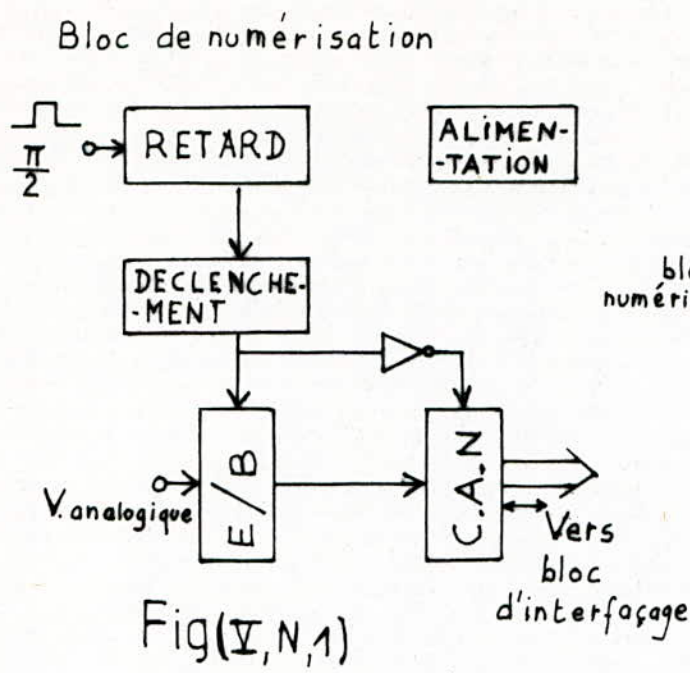 Bloc de numérisation
π
2
RETARD
ALIMEN-
-TATION
DECLENCHE-
-MENT
E/B
C.A.N
V. analogique
Vers
bloc
d'interfaçage
Fig(V,N,1)